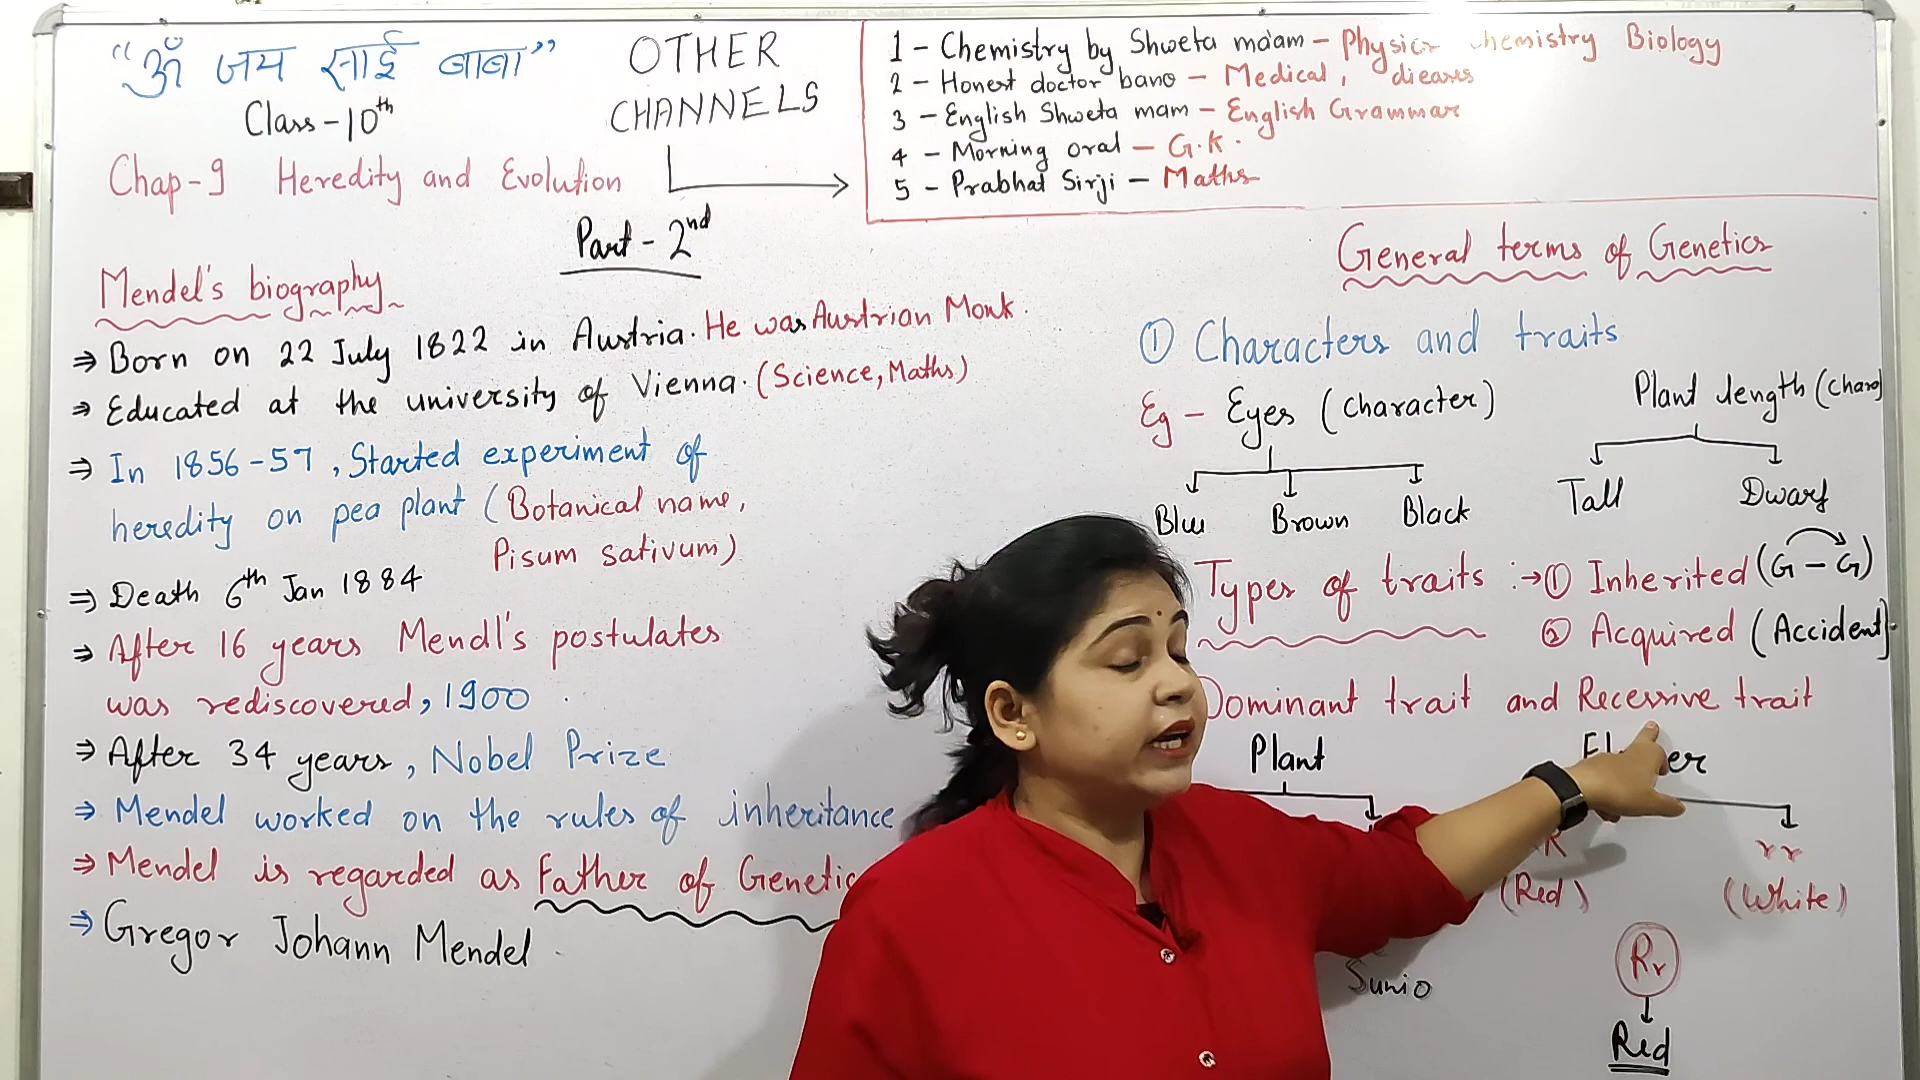 “ॐ जय साई बाबा”
Class-10th
Chap-9 Heredity and Evolution
OTHER
CHANNELS
1 - Chemistry by Shweta ma'am - Physics Chemistry Biology
2 - Honest doctor bano - Medical,
3 - English Shweta mam - English Grammar
4 - Morning oral - G.K.
5 - Prabhat Sirji - Maths
Part - 2nd
Mendel's biography
⇒ Born on 22 July 1822 in Austria. He was Austrian Monk.
⇒ Educated at the university of Vienna. (Science, Maths)
⇒ In 1856-57, Started experiment of
heredity on pea plant (Botanical name,
Pisum sativum)
⇒ Death 6th Jan 1884
⇒ After 16 years Mendl's postulates
was rediscovered, 1900
⇒ After 34 years, Nobel Prize
⇒ Mendel worked on the rules of inheritance
⇒ Mendel is regarded as Father of Genetic
⇒ Gregor Johann Mendel
General terms of Genetics
① Characters and traits
Eg - Eyes (Character)
Blue Brown Black
Plant length (Chara)
Tall Dwarf
Types of traits :→ ① Inherited (G - G)
② Acquired (Accident)
Dominant trait and Recessive trait
Plant
R rr
(Red) (White)
Rr
Red